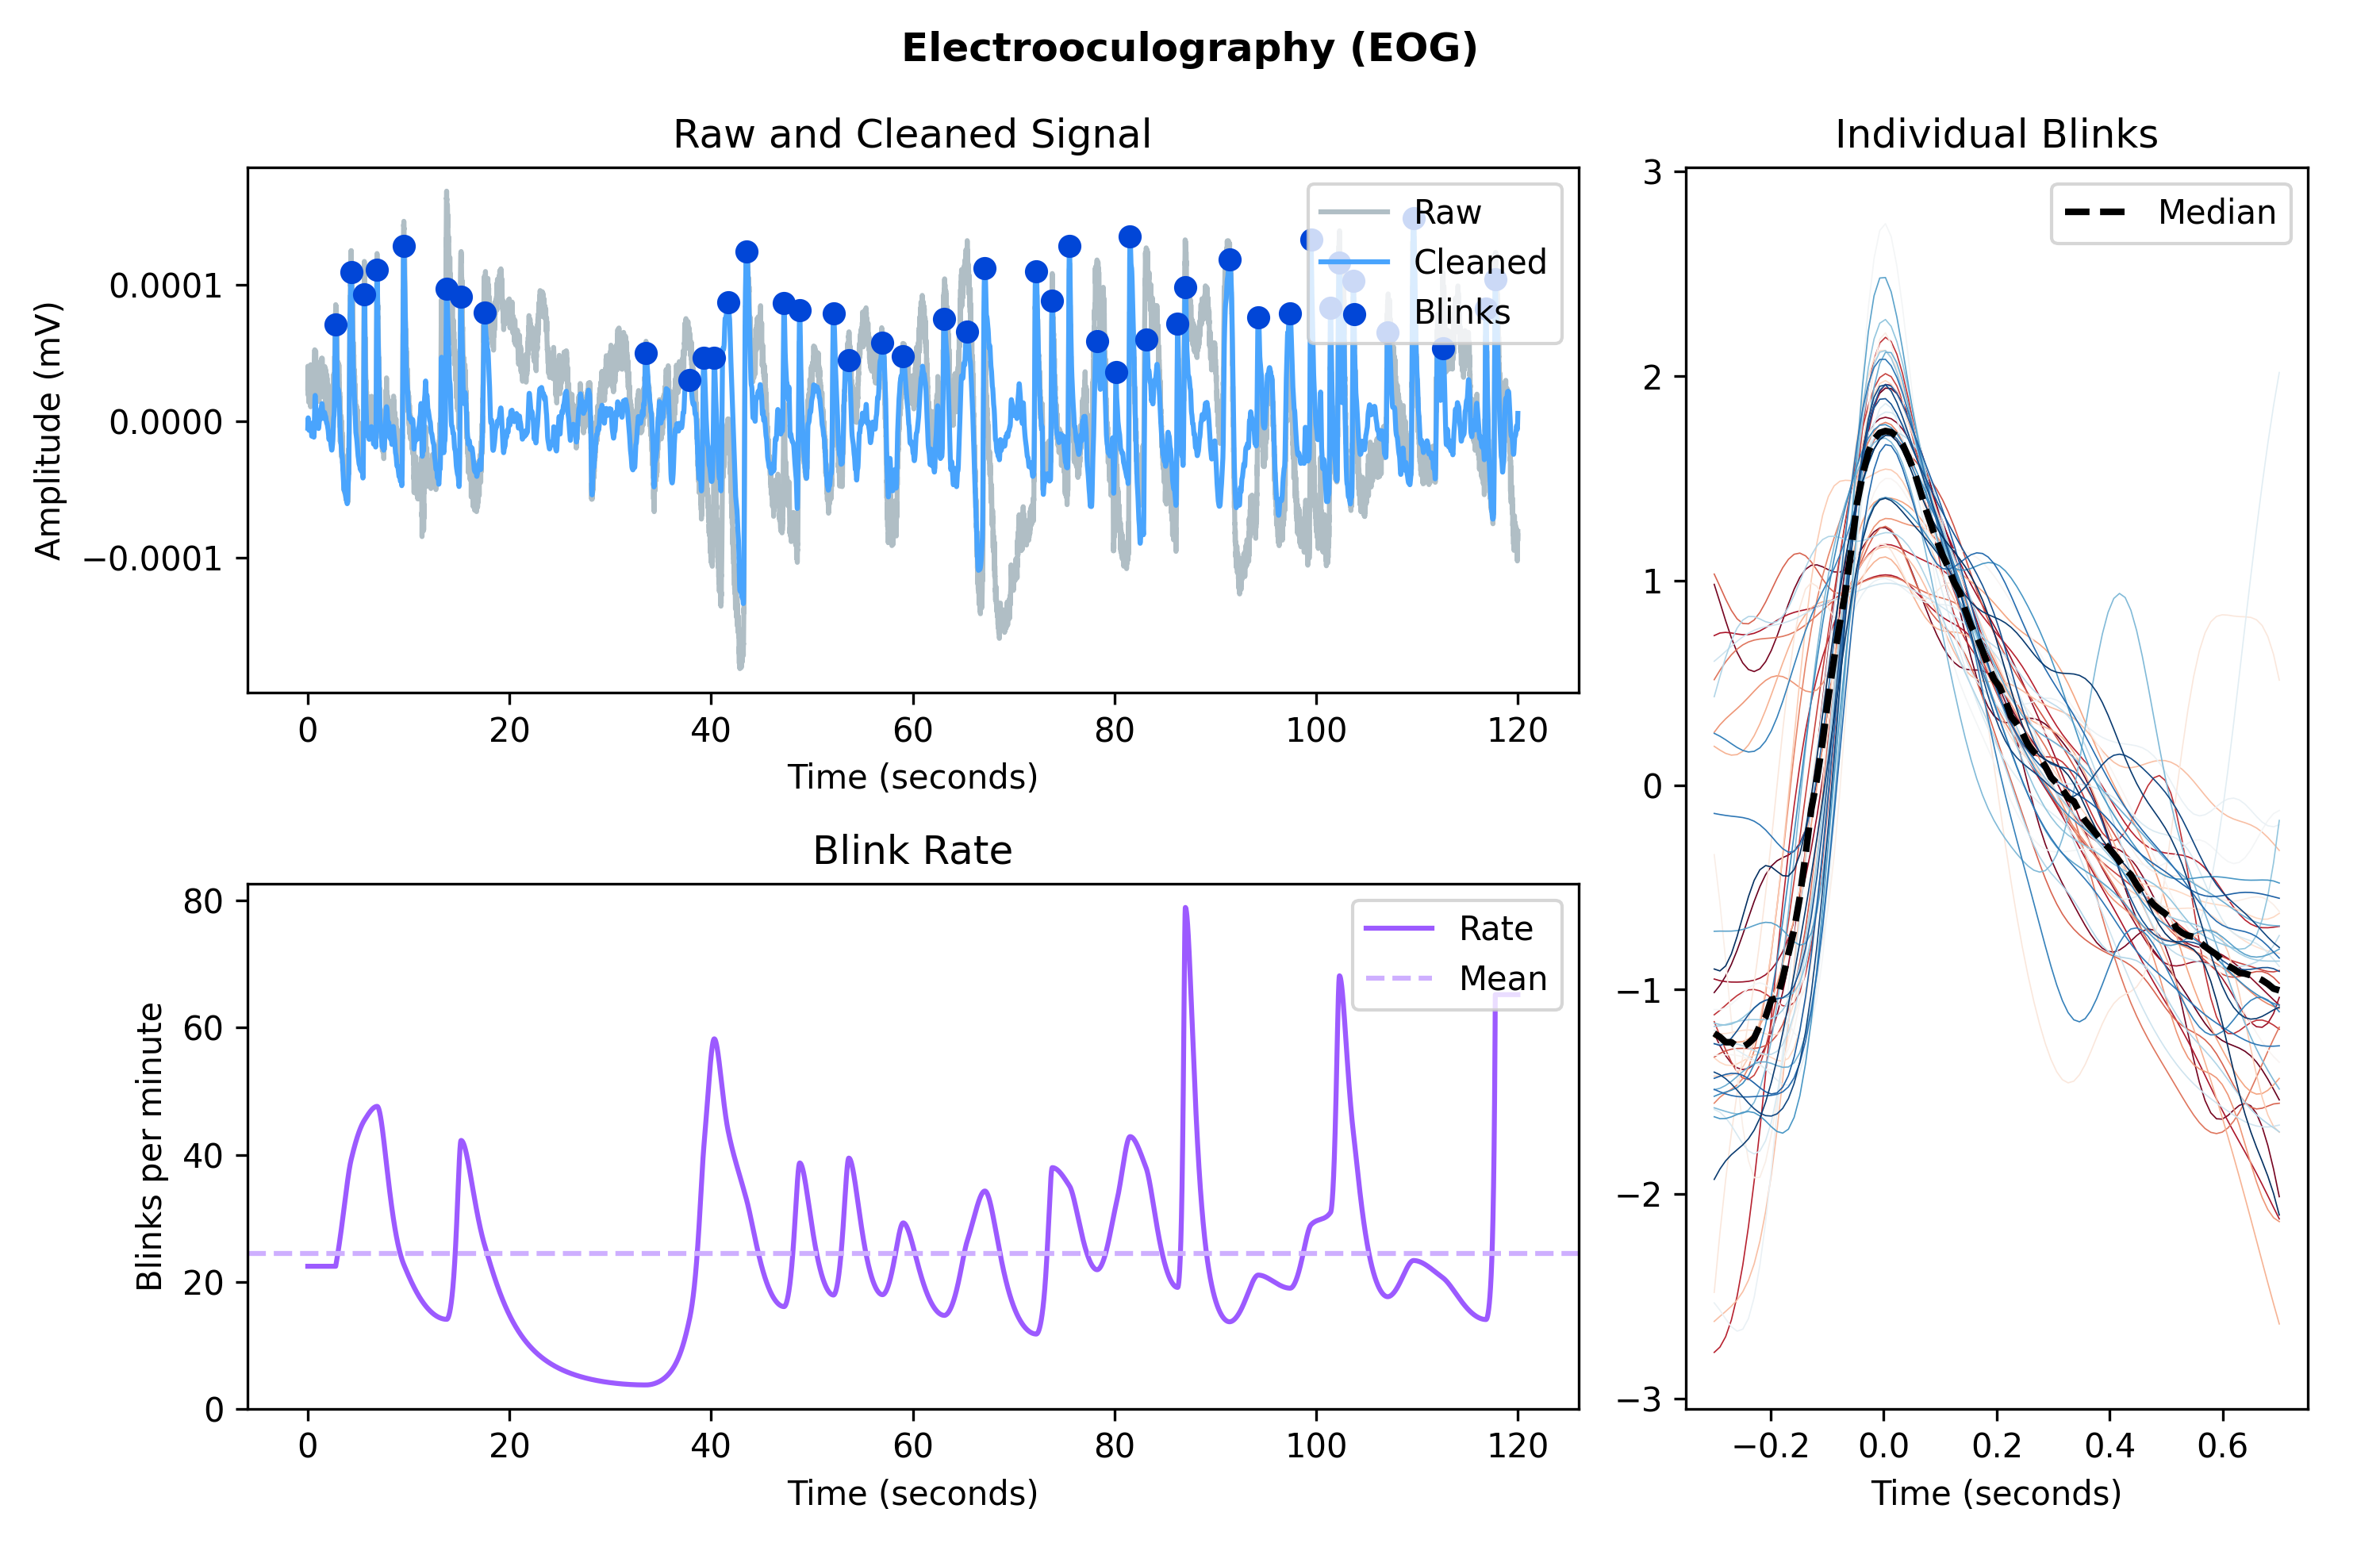 Electrooculography (EOG)
Raw and Cleaned Signal
Amplitude (mV)
0.0001
0.0000
−0.0001
Raw
Cleaned
Blinks
0 20 40 60 80 100 120
Time (seconds)
Blink Rate
Blinks per minute
80
60
40
20
0
Rate
Mean
0 20 40 60 80 100 120
Time (seconds)
Individual Blinks
3
2
1
0
−1
−2
−3
Median
−0.2 0.0 0.2 0.4 0.6
Time (seconds)